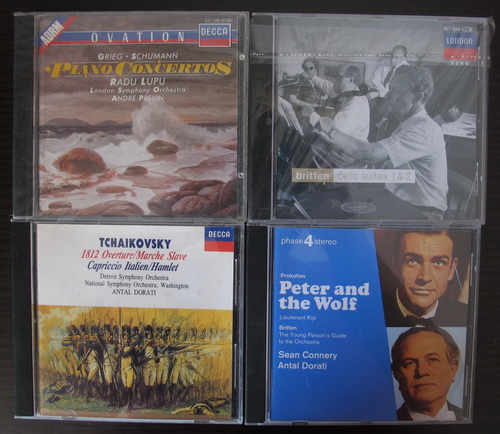 OVATION
DECCA
GRIEG · SCHUMANN
PIANO CONCERTOS
RADU LUPU
London Symphony Orchestra
ANDRÉ PREVIN
LONDON
britten cello suites 1 & 2
TCHAIKOVSKY
DECCA
1812 Overture/Marche Slave
Capriccio Italien/Hamlet
Detroit Symphony Orchestra
National Symphony Orchestra, Washington
ANTAL DORATI
phase 4 stereo
Prokofiev
Peter and
the Wolf
Lieutenant Kijé
Britten
The Young Person's Guide
to the Orchestra
Sean Connery
Antal Dorati